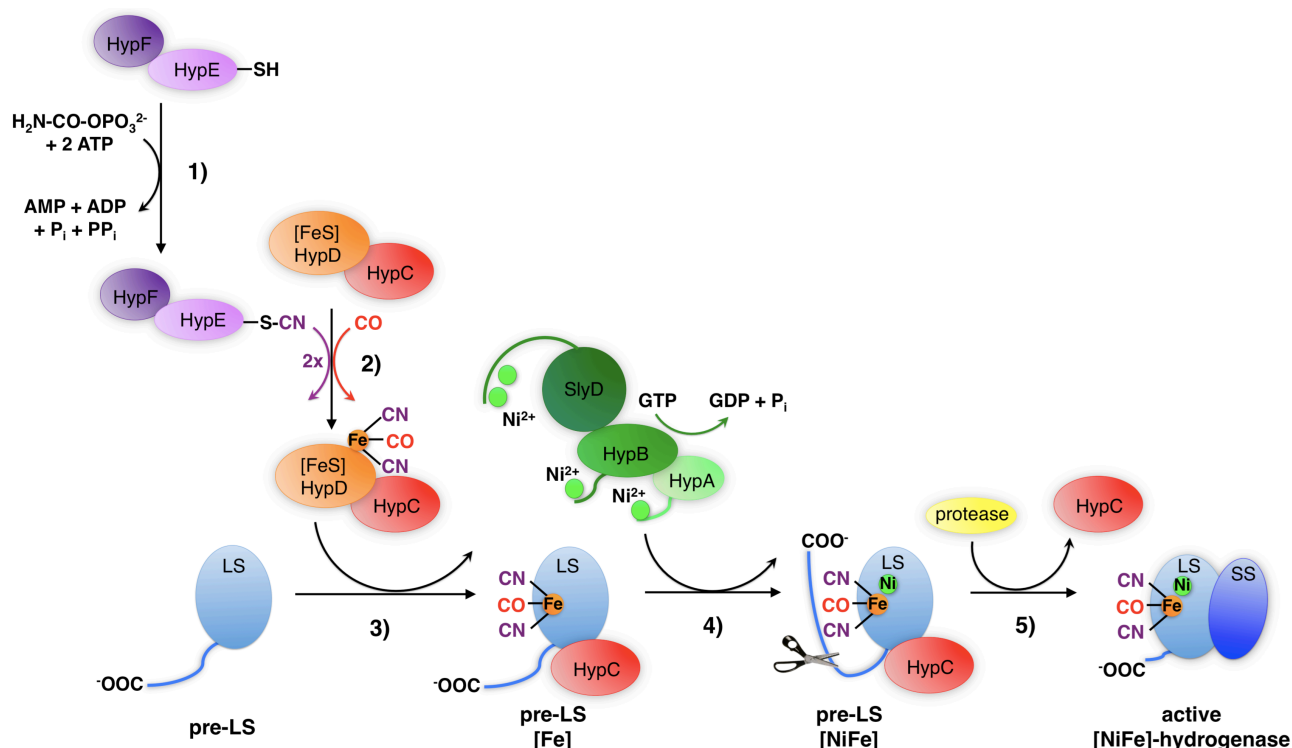 HypF
HypE
SH
H₂N-CO-OPO₃²⁻
+ 2 ATP
1)
AMP + ADP
+ Pᵢ + PPᵢ
[FeS]
HypD
HypC
HypF
HypE
S-CN
CO
2x
2)
CN
Fe
CO
CN
[FeS]
HypD
HypC
SlyD
Ni²⁺
GTP
GDP + Pᵢ
HypB
HypA
Ni²⁺
Ni²⁺
LS
⁻OOC
pre-LS
3)
LS
CN
CO
Fe
CN
HypC
⁻OOC
pre-LS
[Fe]
4)
COO⁻
LS
Ni
CN
CO
Fe
CN
HypC
pre-LS
[NiFe]
protease
HypC
5)
LS
SS
Ni
CN
CO
Fe
CN
⁻OOC
active
[NiFe]-hydrogenase